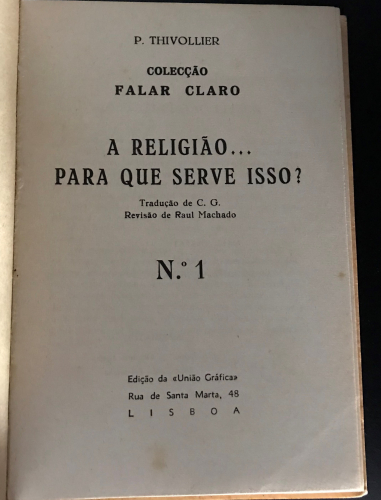 P. THIVOLLIER
COLECÇÃO
FALAR CLARO
A RELIGIÃO...
PARA QUE SERVE ISSO?
Tradução de C. G.
Revisão de Raul Machado
N.º 1
Edição da «União Gráfica»
Rua de Santa Marta, 48
LISBOA